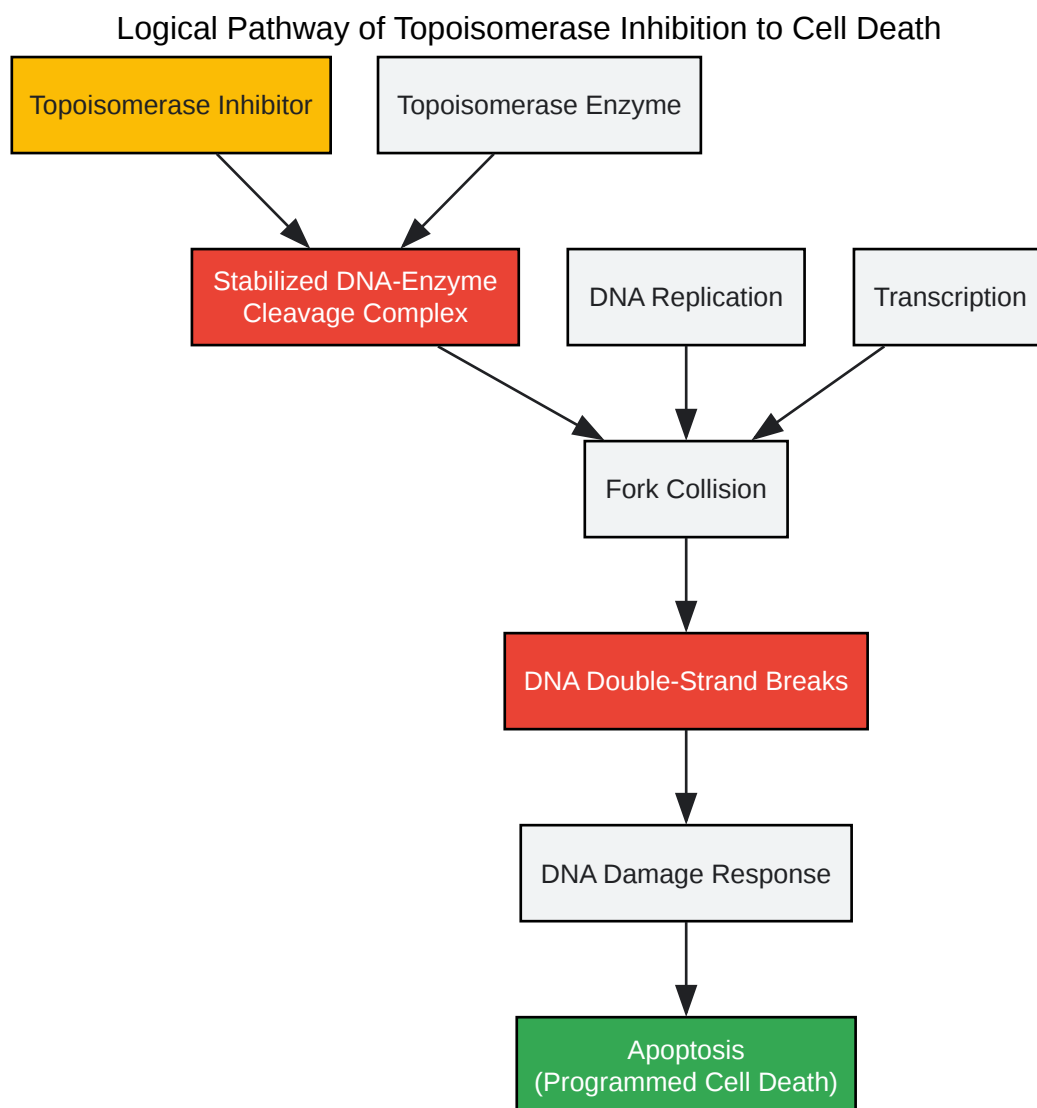 Logical Pathway of Topoisomerase Inhibition to Cell Death
Topoisomerase Inhibitor
Topoisomerase Enzyme
Stabilized DNA-Enzyme
Cleavage Complex
DNA Replication
Transcription
Fork Collision
DNA Double-Strand Breaks
DNA Damage Response
Apoptosis
(Programmed Cell Death)